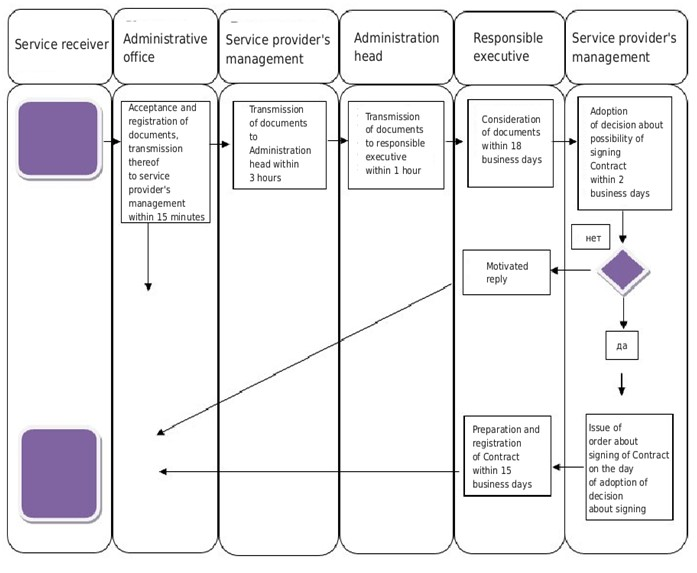 Service receiver
Administrative
office
Service provider's
management
Administration
head
Responsible
executive
Service provider's
management
Acceptance and
registration of
documents,
transmission
thereof
to service
provider's
management
within 15 minutes
Transmission
of documents
to
Administration
head within
3 hours
Transmission
of documents
to responsible
executive
within 1 hour
Consideration
of documents
within 18
business days
Adoption
of decision about
possibility of
signing
Contract
within 2
business days
нет
Motivated
reply
да
Preparation and
registration
of Contract
within 15
business days
Issue of
order about
signing of Contract
on the day
of adoption of
decision
about signing